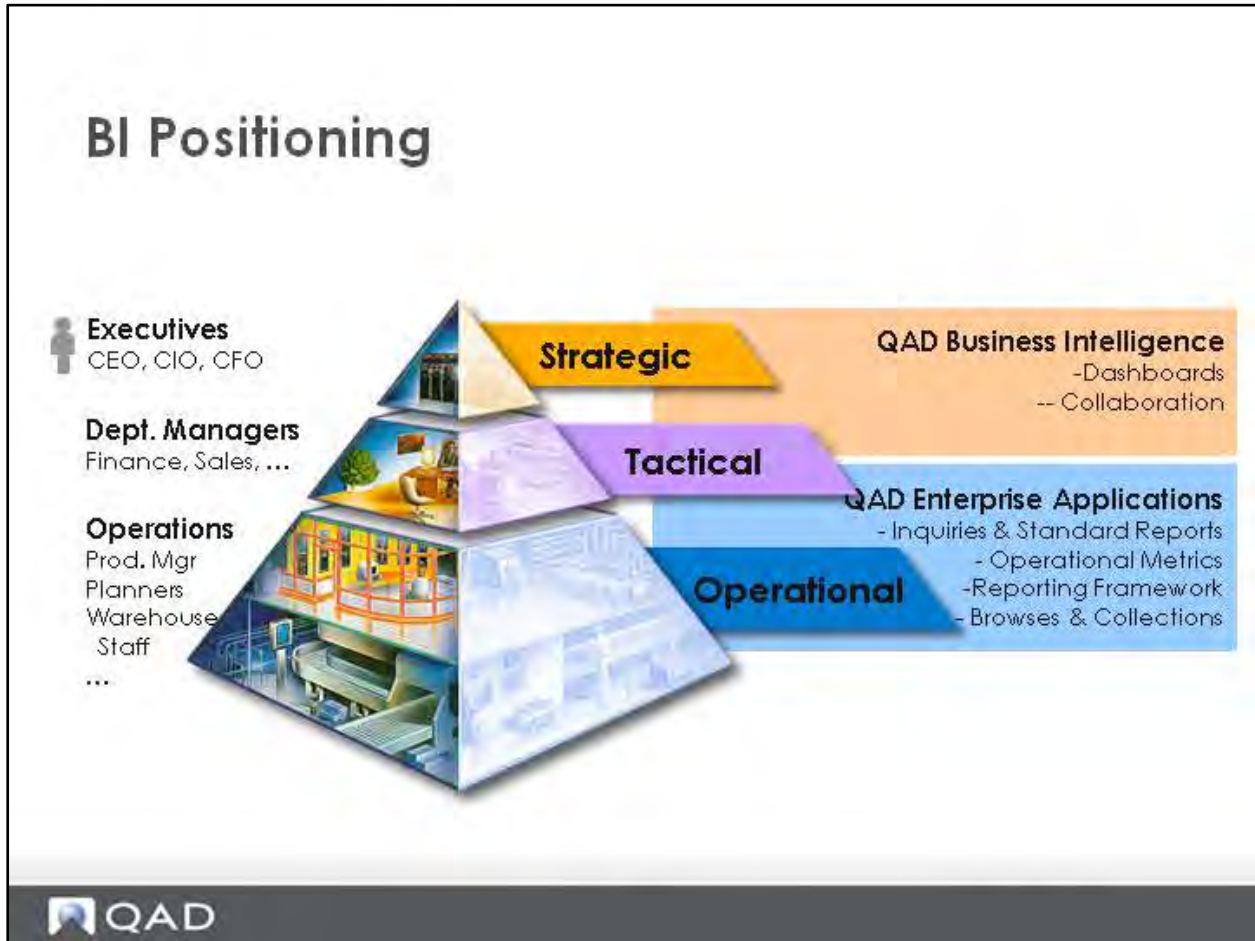 BI Positioning
Executives
CEO, CIO, CFO
Dept. Managers
Finance, Sales, ...
Operations
Prod. Mgr
Planners
Warehouse
Staff
...
Strategic
Tactical
Operational
QAD Business Intelligence
-Dashboards
-- Collaboration
QAD Enterprise Applications
- Inquiries & Standard Reports
- Operational Metrics
-Reporting Framework
- Browses & Collections
QAD